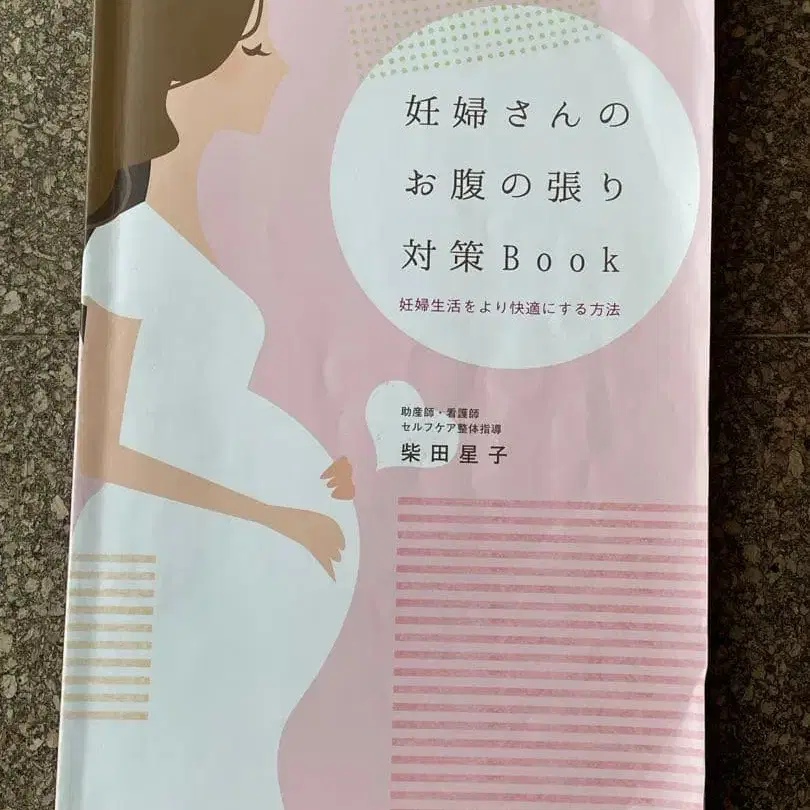 妊婦さんの
お腹の張り
対策Book
妊婦生活をより快適にする方法
助産師・看護師
セルフケア整体指導
柴田星子